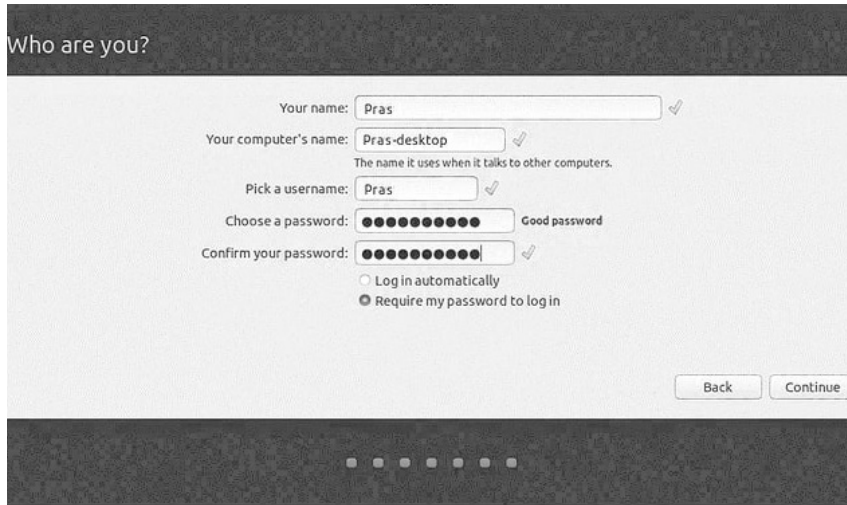 Who are you?
Your name: Pras
Your computer's name: Pras-desktop
The name it uses when it talks to other computers.
Pick a username: Pras
Choose a password: ●●●●●●●●●● Good password
Confirm your password: ●●●●●●●●●●
Log in automatically
Require my password to log in
Back Continue